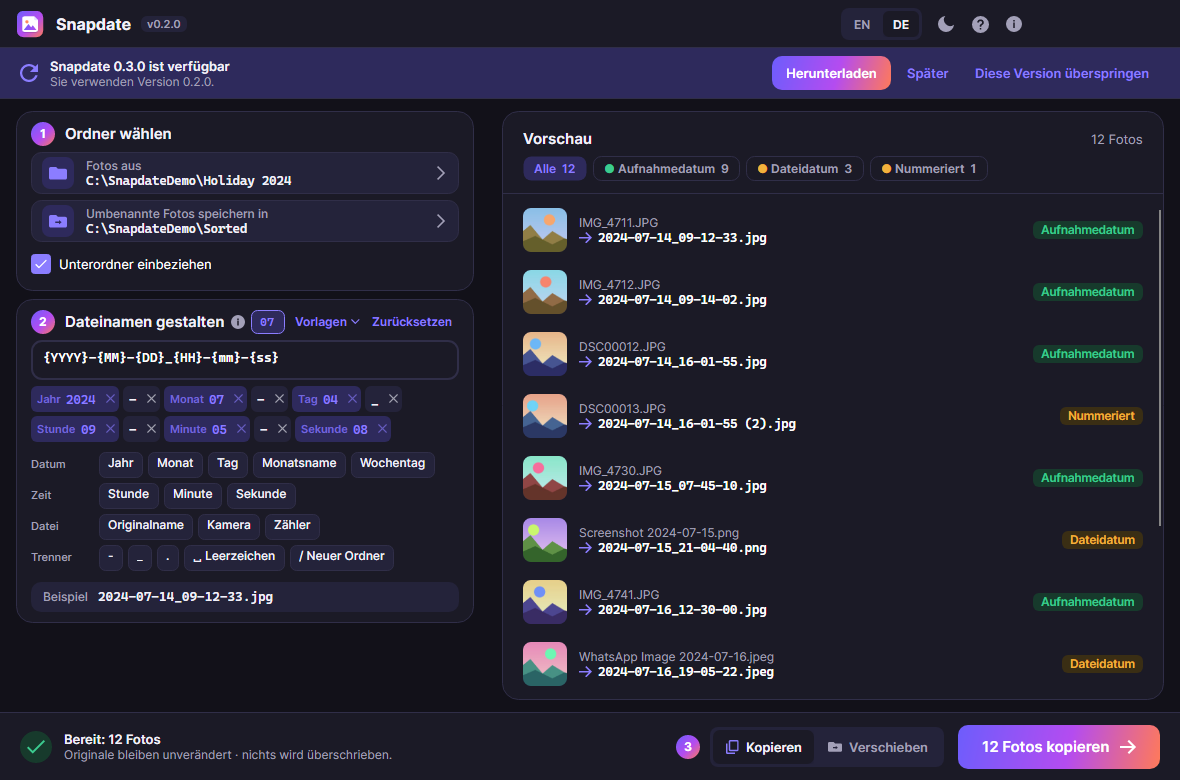 Snapdate v0.2.0 EN DE
Snapdate 0.3.0 ist verfügbar
Sie verwenden Version 0.2.0.
Herunterladen Später Diese Version überspringen
1 Ordner wählen
Fotos aus
C:\SnapdateDemo\Holiday 2024
Umbenannte Fotos speichern in
C:\SnapdateDemo\Sorted
Unterordner einbeziehen
2 Dateinamen gestalten 07 Vorlagen Zurücksetzen
{YYYY}-{MM}-{DD}_{HH}-{mm}-{ss}
Jahr 2024 × - × Monat 07 × - × Tag 04 × _ ×
Stunde 09 × - × Minute 05 × - × Sekunde 08 ×
Datum Jahr Monat Tag Monatsname Wochentag
Zeit Stunde Minute Sekunde
Datei Originalname Kamera Zähler
Trenner - _ . ␣ Leerzeichen / Neuer Ordner
Beispiel 2024-07-14_09-12-33.jpg
Vorschau 12 Fotos
Alle 12 Aufnahmedatum 9 Dateidatum 3 Nummeriert 1
IMG_4711.JPG
→ 2024-07-14_09-12-33.jpg Aufnahmedatum
IMG_4712.JPG
→ 2024-07-14_09-14-02.jpg Aufnahmedatum
DSC00012.JPG
→ 2024-07-14_16-01-55.jpg Aufnahmedatum
DSC00013.JPG
→ 2024-07-14_16-01-55 (2).jpg Nummeriert
IMG_4730.JPG
→ 2024-07-15_07-45-10.jpg Aufnahmedatum
Screenshot 2024-07-15.png
→ 2024-07-15_21-04-40.png Dateidatum
IMG_4741.JPG
→ 2024-07-16_12-30-00.jpg Aufnahmedatum
WhatsApp Image 2024-07-16.jpeg
→ 2024-07-16_19-05-22.jpeg Dateidatum
Bereit: 12 Fotos
Originale bleiben unverändert · nichts wird überschrieben.
3 Kopieren Verschieben 12 Fotos kopieren →